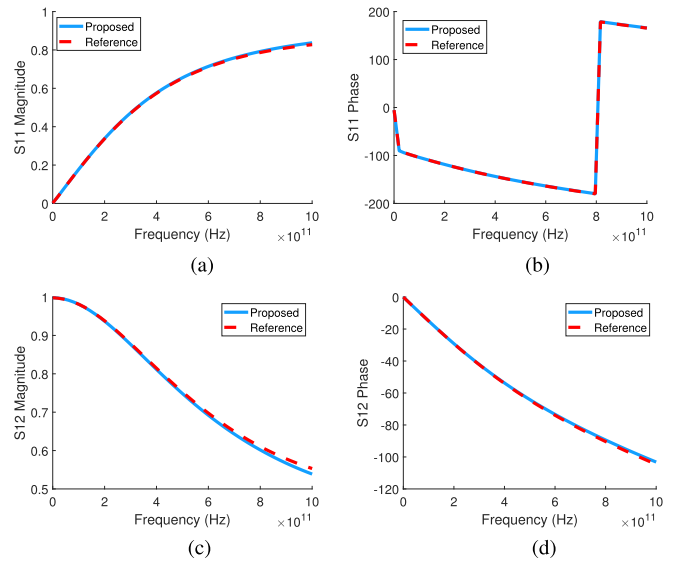 1
0.8
0.6
0.4
0.2
0
S11 Magnitude
Proposed
Reference
0 2 4 6 8 10
Frequency (Hz)
×10^11
(a)
200
100
0
-100
-200
S11 Phase
Proposed
Reference
0 2 4 6 8 10
Frequency (Hz)
×10^11
(b)
1
0.9
0.8
0.7
0.6
0.5
S12 Magnitude
Proposed
Reference
0 2 4 6 8 10
Frequency (Hz)
×10^11
(c)
0
-20
-40
-60
-80
-100
-120
S12 Phase
Proposed
Reference
0 2 4 6 8 10
Frequency (Hz)
×10^11
(d)